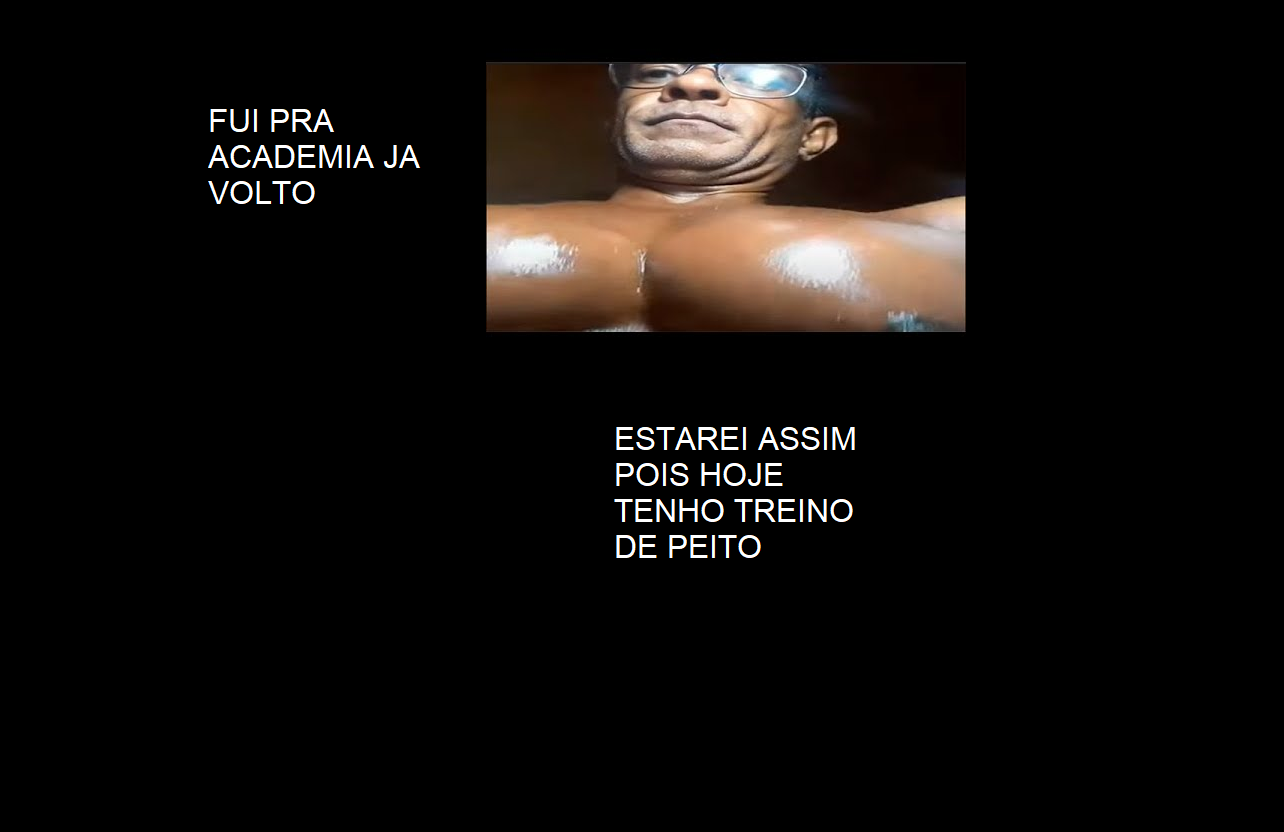 FUI PRA
ACADEMIA JA
VOLTO
ESTAREI ASSIM
POIS HOJE
TENHO TREINO
DE PEITO